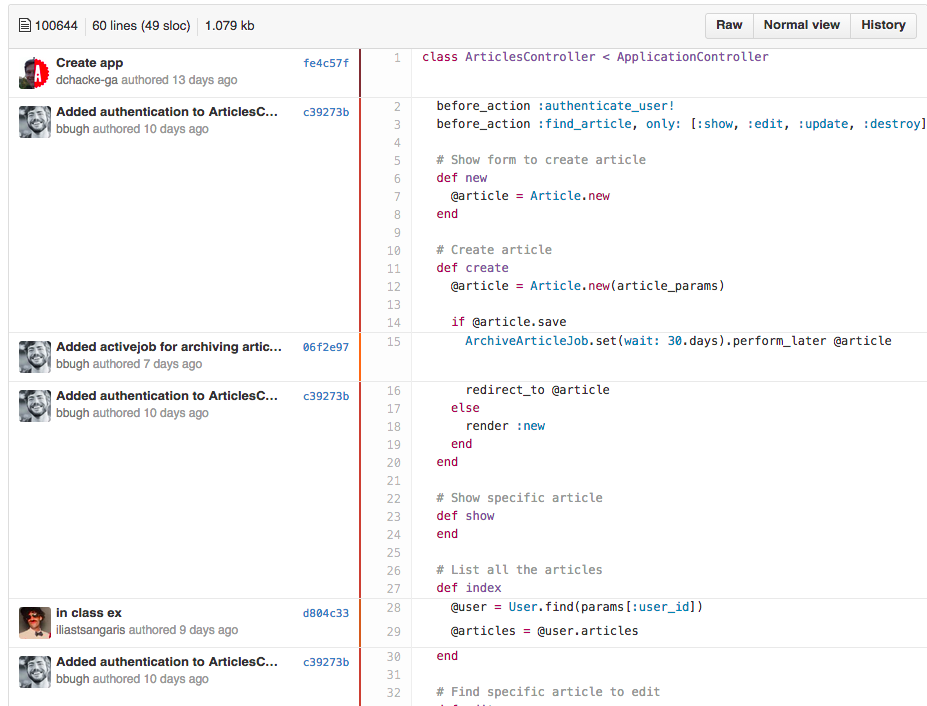 100644 60 lines (49 sloc) 1.079 kb Raw Normal view History
Create app fe4c57f
dchacke-ga authored 13 days ago
1 class ArticlesController < ApplicationController
Added authentication to ArticlesC... c39273b
bbugh authored 10 days ago
2 before_action :authenticate_user!
3 before_action :find_article, only: [:show, :edit, :update, :destroy]
4
5 # Show form to create article
6 def new
7 @article = Article.new
8 end
9
10 # Create article
11 def create
12 @article = Article.new(article_params)
13
14 if @article.save
Added activejob for archiving artic... 06f2e97
bbugh authored 7 days ago
15 ArchiveArticleJob.set(wait: 30.days).perform_later @article
Added authentication to ArticlesC... c39273b
bbugh authored 10 days ago
16 redirect_to @article
17 else
18 render :new
19 end
20 end
21
22 # Show specific article
23 def show
24 end
25
26 # List all the articles
27 def index
in class ex d804c33
iliastsangaris authored 9 days ago
28 @user = User.find(params[:user_id])
29 @articles = @user.articles
Added authentication to ArticlesC... c39273b
bbugh authored 10 days ago
30 end
31
32 # Find specific article to edit